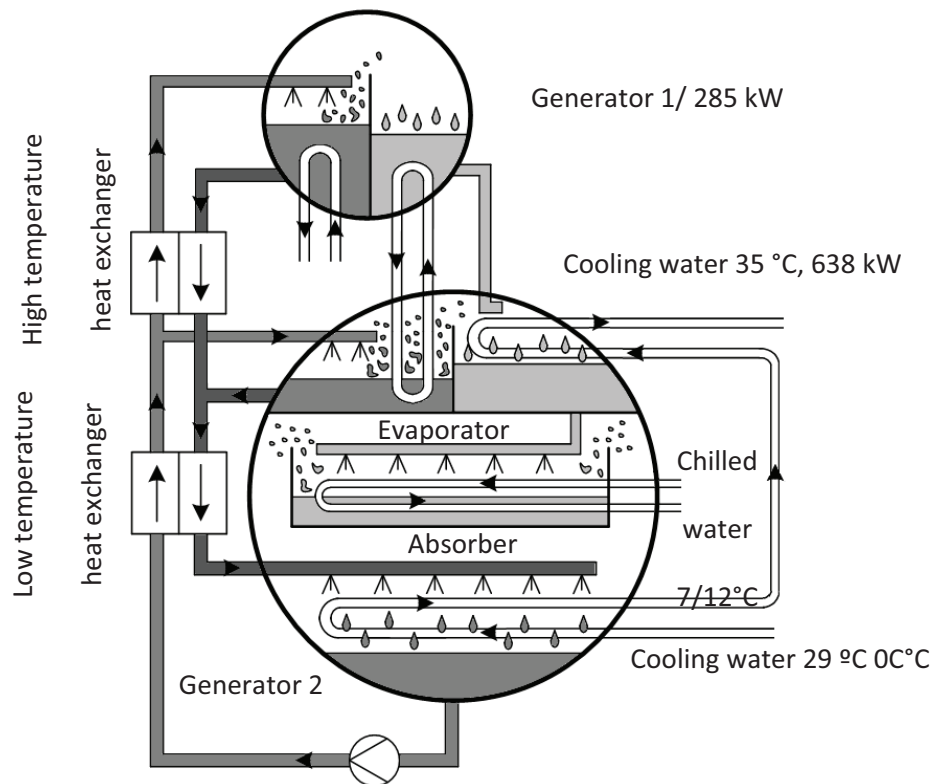 Generator 1/ 285 kW
High temperature
heat exchanger
Cooling water 35 °C, 638 kW
Low temperature
heat exchanger
Evaporator
Chilled
water
7/12°C
Absorber
Cooling water 29 ºC 0C°C
Generator 2